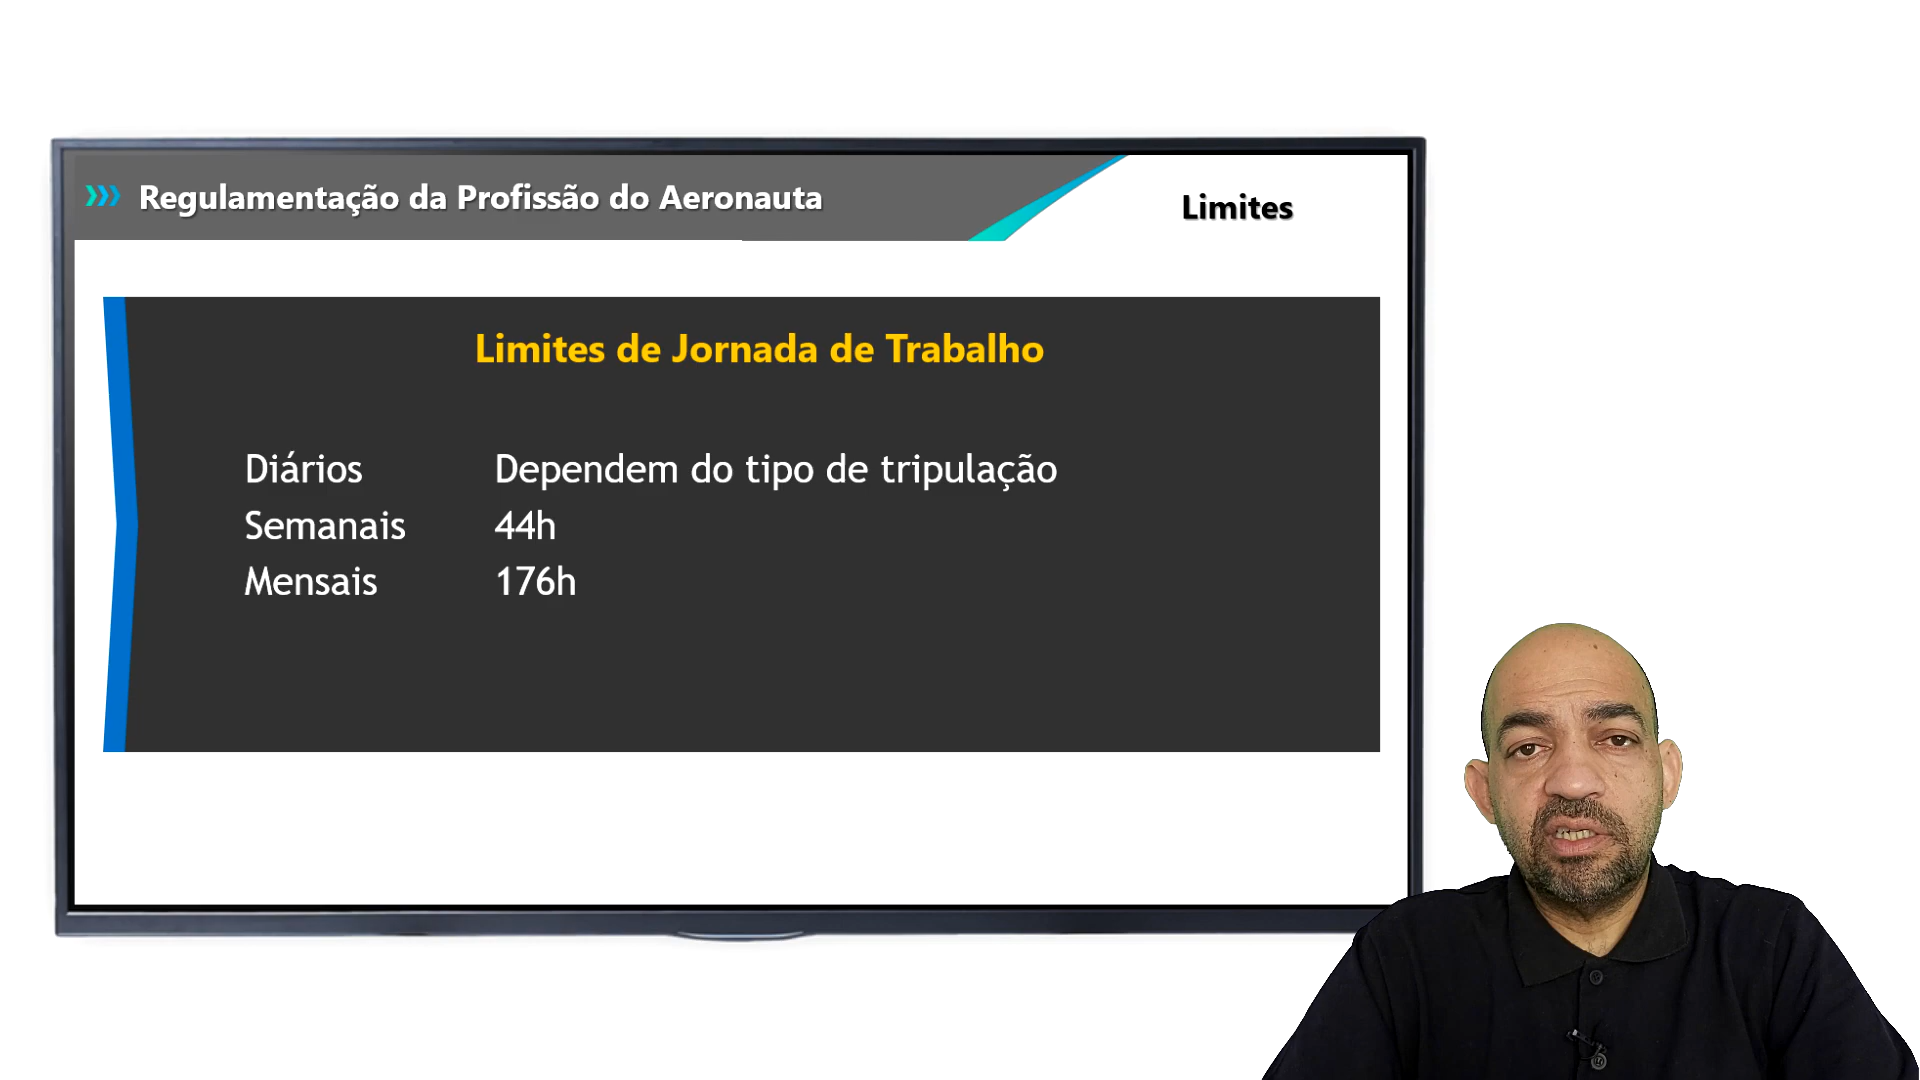 Regulamentação da Profissão do Aeronauta
Limites
Limites de Jornada de Trabalho
Diários Dependem do tipo de tripulação
Semanais 44h
Mensais 176h